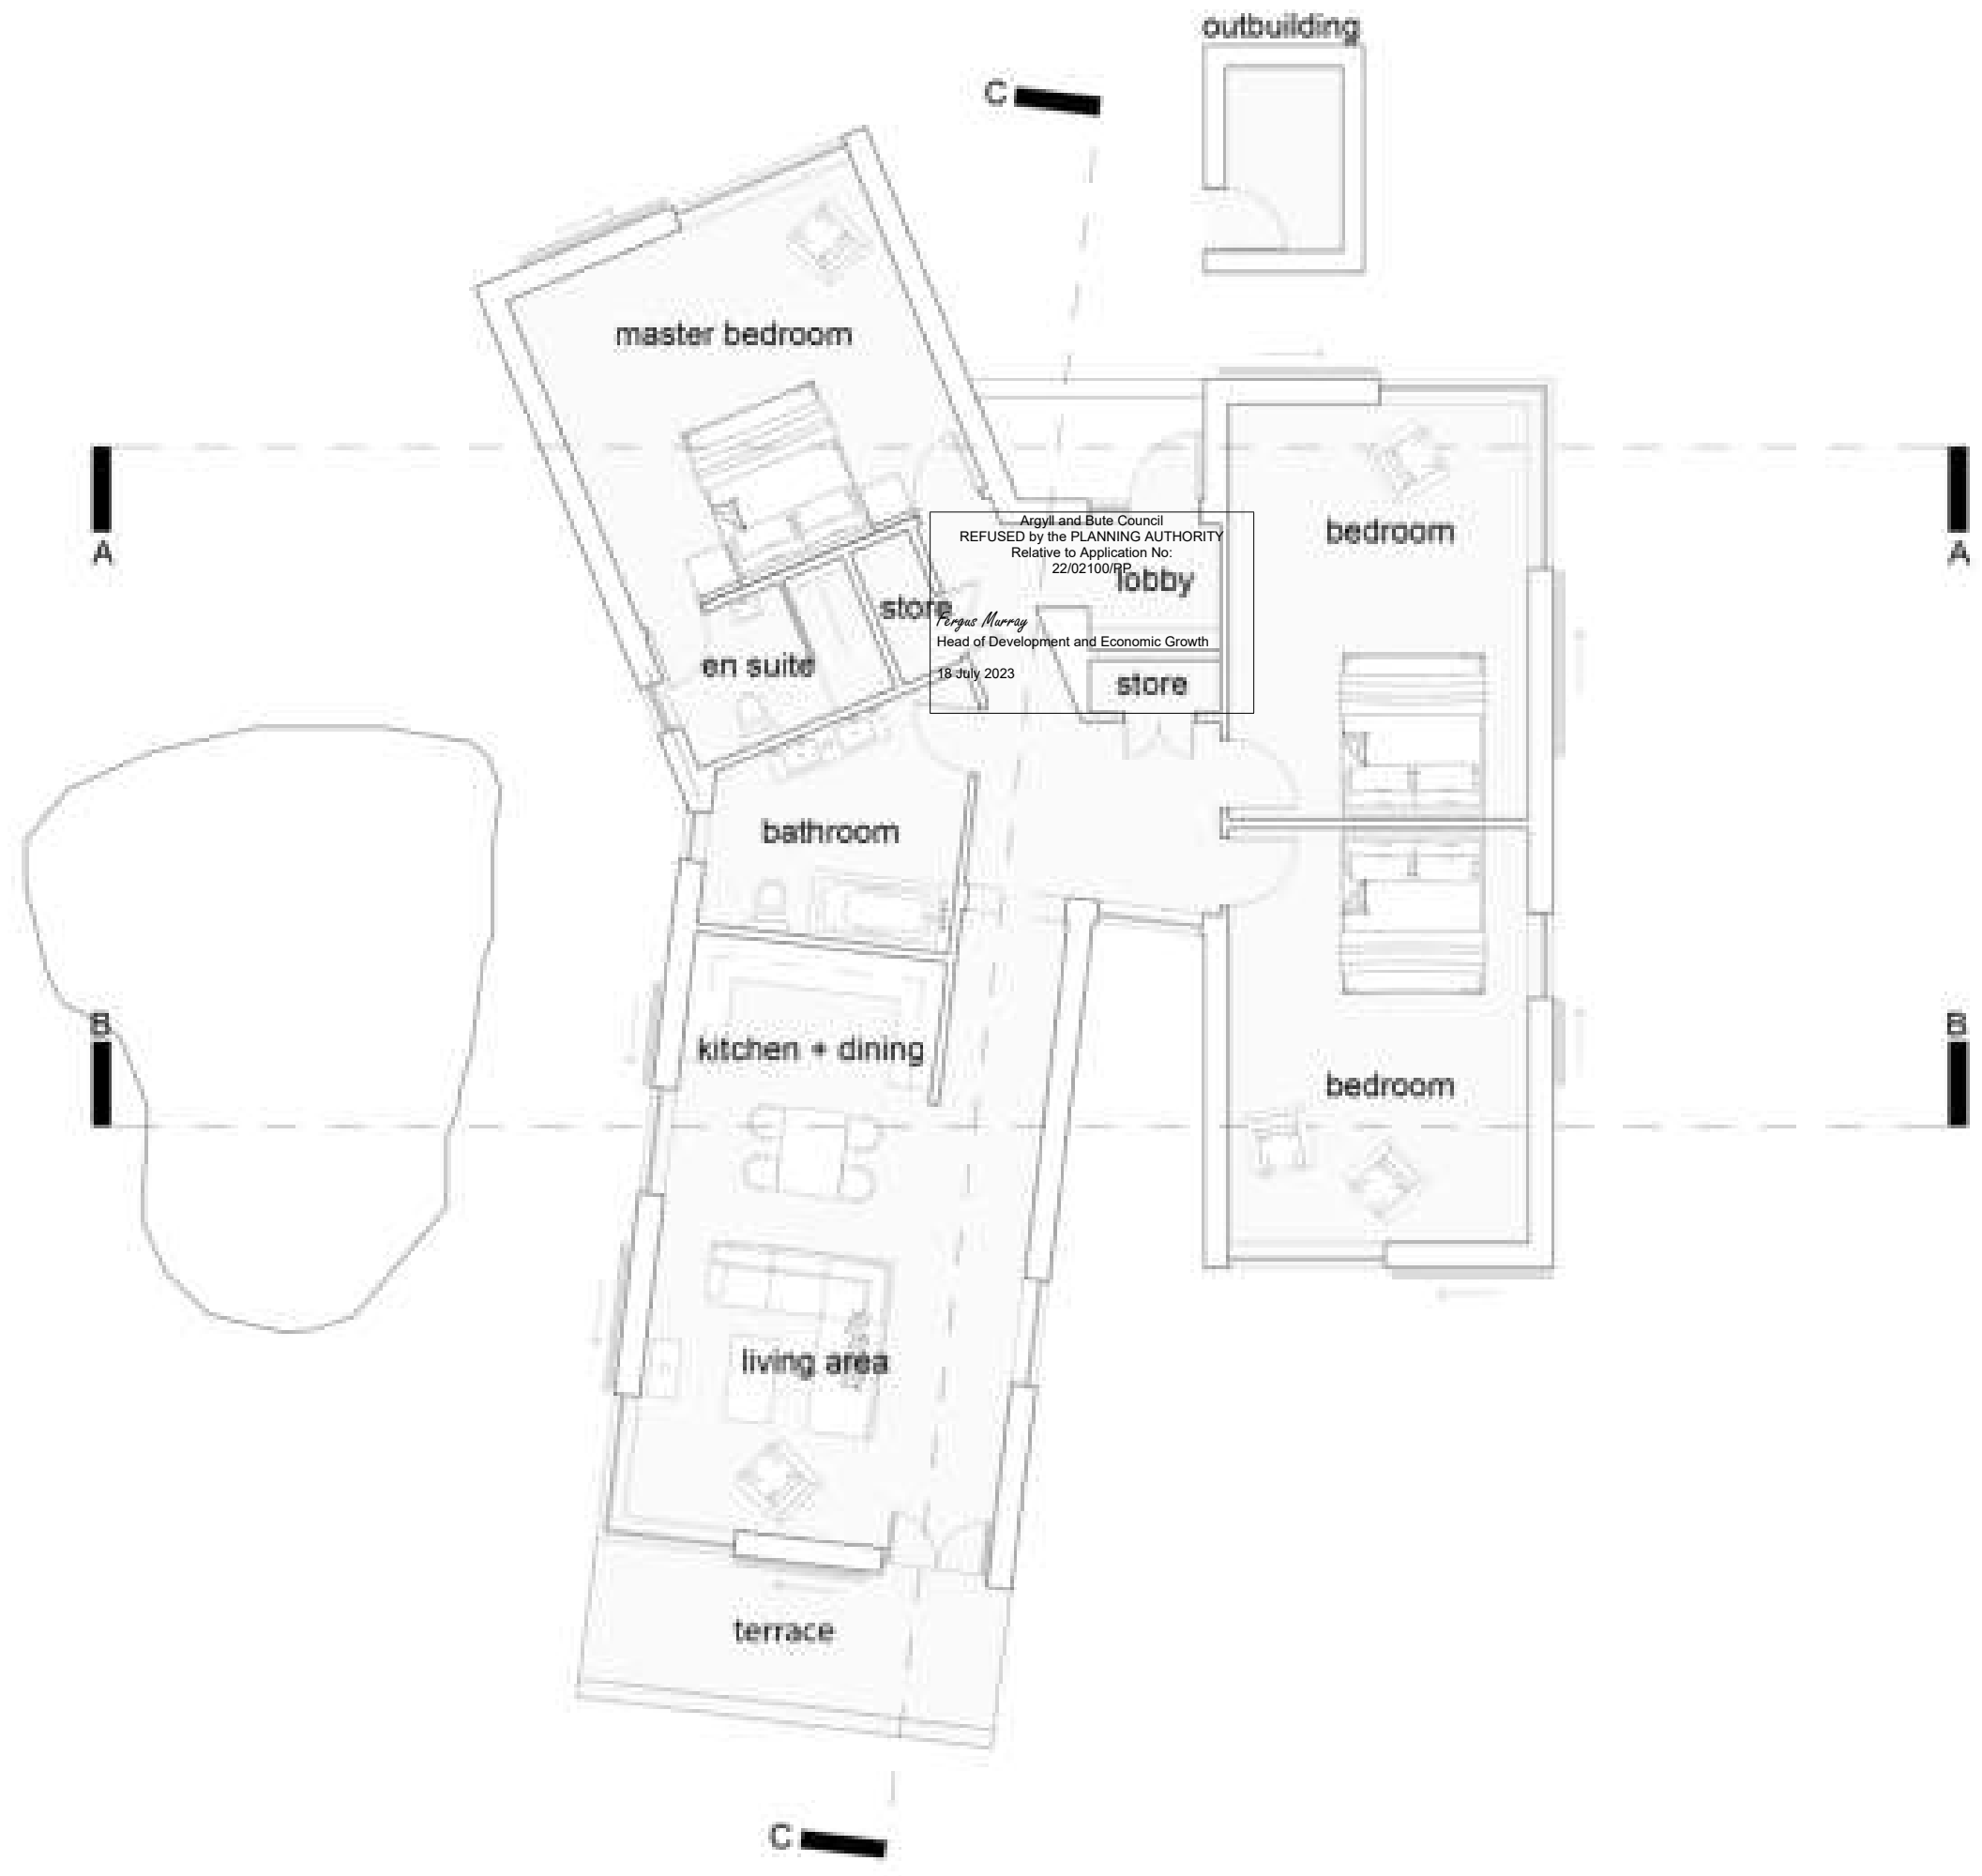 outbuilding
C
master bedroom
A
A
bedroom
Argyll and Bute Council
REFUSED by the PLANNING AUTHORITY
Relative to Application No:
22/02100/PP
lobby
store
Fergus Murray
Head of Development and Economic Growth
18 July 2023
en suite
store
bathroom
B
B
kitchen + dining
bedroom
living area
terrace
C